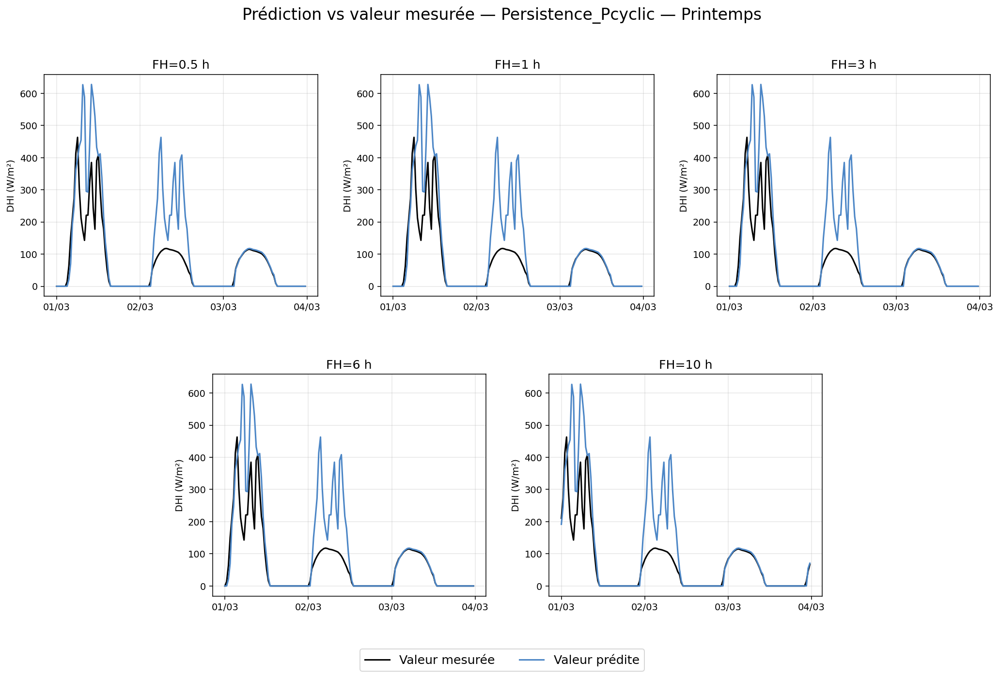 Prédiction vs valeur mesurée — Persistence_Pcyclic — Printemps
FH=0.5 h
DHI (W/m²)
600
500
400
300
200
100
0
01/03 02/03 03/03 04/03
FH=1 h
DHI (W/m²)
600
500
400
300
200
100
0
01/03 02/03 03/03 04/03
FH=3 h
DHI (W/m²)
600
500
400
300
200
100
0
01/03 02/03 03/03 04/03
FH=6 h
DHI (W/m²)
600
500
400
300
200
100
0
01/03 02/03 03/03 04/03
FH=10 h
DHI (W/m²)
600
500
400
300
200
100
0
01/03 02/03 03/03 04/03
Valeur mesurée Valeur prédite